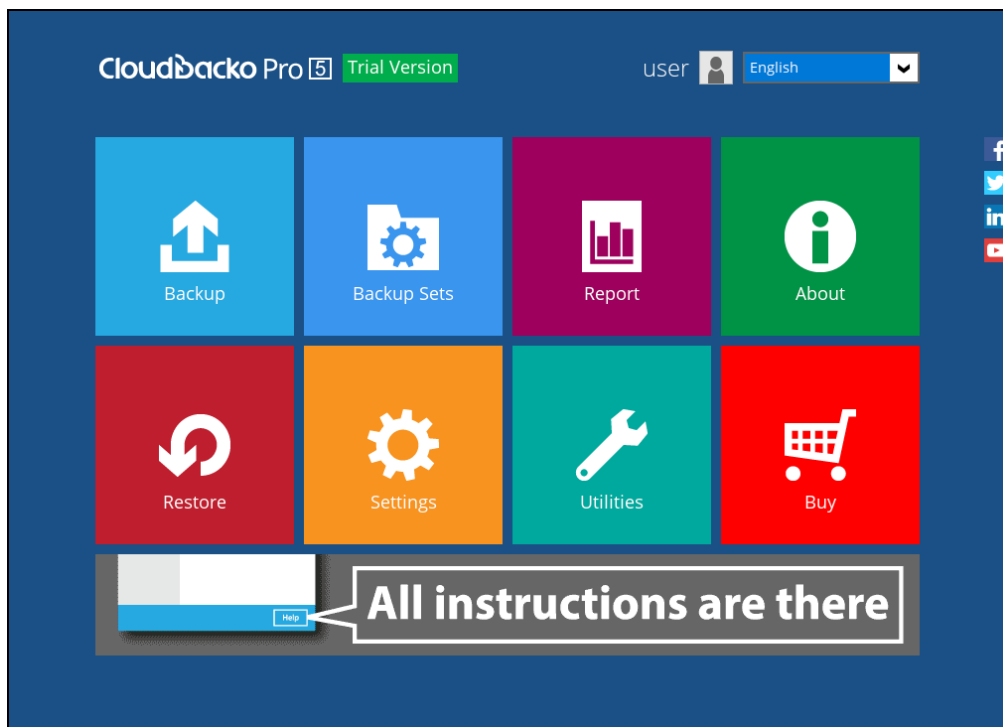 CloudBacko Pro 5 Trial Version
user English
Backup Backup Sets Report About
Restore Settings Utilities Buy
Help All instructions are there
f
in